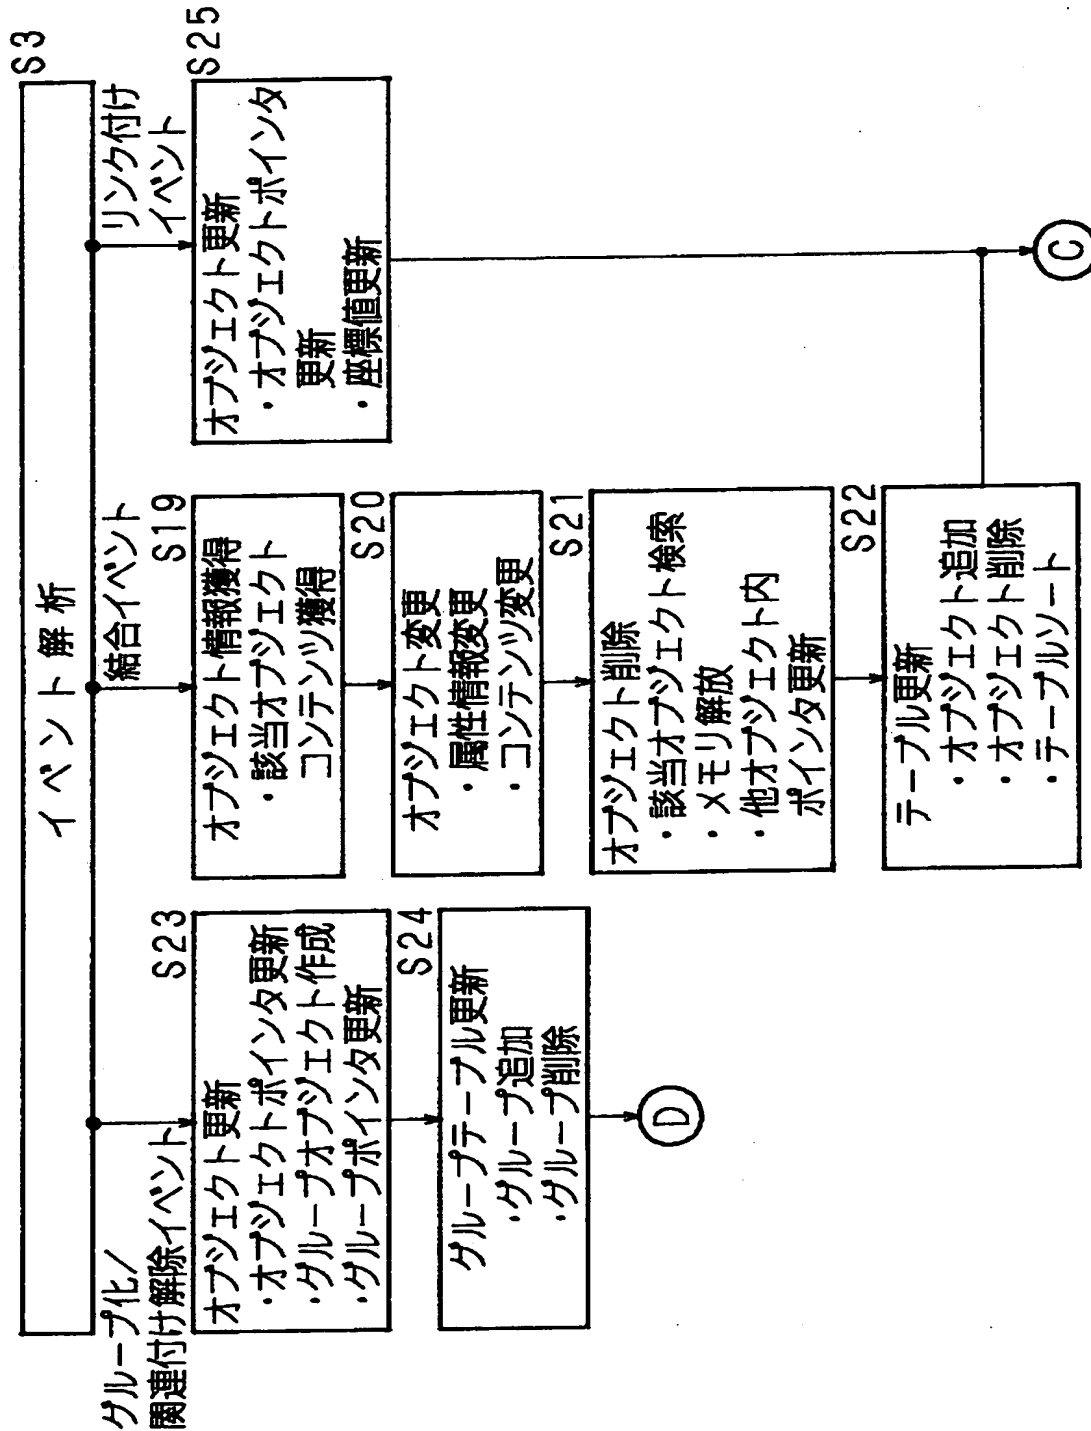 S3
イベント解析
グループ化／
関連付け解除イベント
S23
オブジェクト更新
・オブジェクトポインタ更新
・グループオブジェクト作成
・グループポインタ更新
S24
グループテーブル更新
・グループ追加
・グループ削除
D
結合イベント
S19
オブジェクト情報獲得
・該当オブジェクト
コンテンツ獲得
S20
オブジェクト変更
・属性情報変更
・コンテンツ変更
S21
オブジェクト削除
・該当オブジェクト検索
・メモリ解放
・他オブジェクト内
ポインタ更新
S22
テーブル更新
・オブジェクト追加
・オブジェクト削除
・テーブルソート
リンク付け
イベント
S25
オブジェクト更新
・オブジェクトポインタ
更新
・座標値更新
C